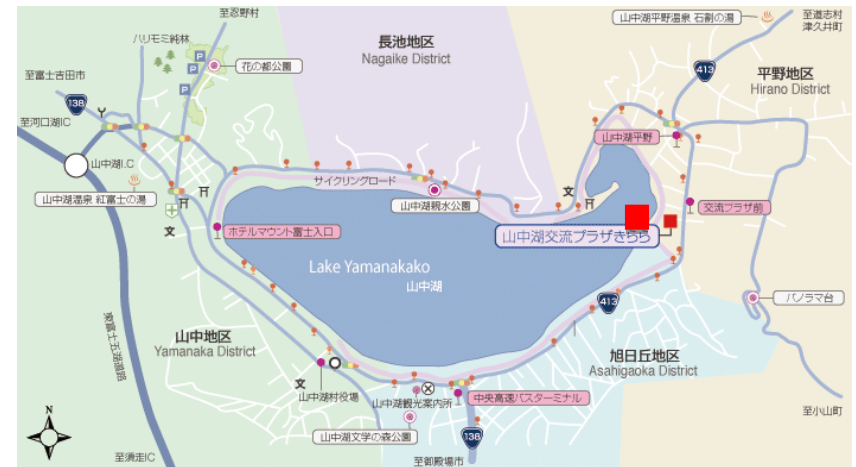 至忍野村
ハリモミ純林
花の都公園
至富士吉田市
138
至河口湖IC
山中湖I.C
山中湖温泉 紅富士の湯
長池地区
Nagaike District
山中湖平野温泉 石割の湯
至道志村
津久井町
413
平野地区
Hirano District
山中湖平野
サイクリングロード
山中湖親水公園
文
交流プラザ前
文
ホテルマウント富士入口
山中湖交流プラザきらら
Lake Yamanakako
山中湖
パノラマ台
413
東富士五湖道路
山中地区
Yamanaka District
旭日丘地区
Asahigaoka District
文
山中湖村役場
山中湖観光案内所
中央高速バスターミナル
至小山町
N
山中湖文学の森公園
138
至須走IC
至御殿場市
P
P
P